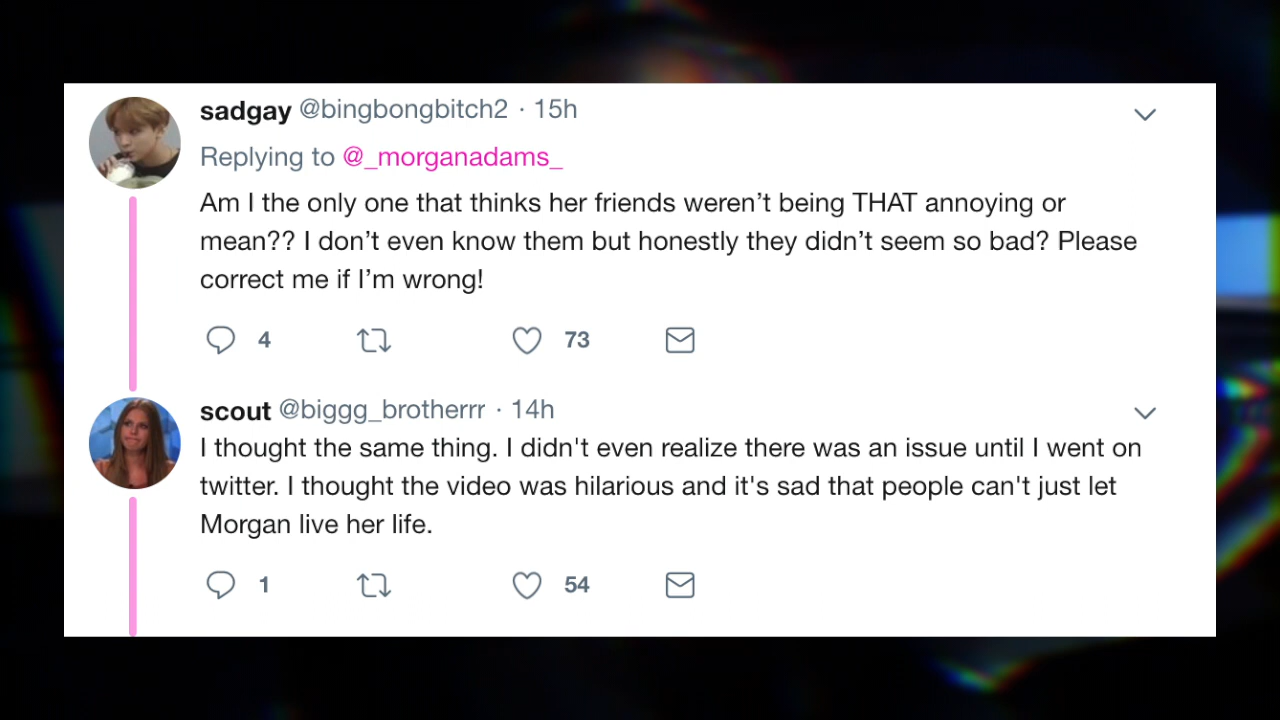 sadgay @bingbongbitch2 · 15h
Replying to @_morganadams_
Am I the only one that thinks her friends weren’t being THAT annoying or
mean?? I don’t even know them but honestly they didn’t seem so bad? Please
correct me if I’m wrong!
4 73
scout @biggg_brotherrr · 14h
I thought the same thing. I didn't even realize there was an issue until I went on
twitter. I thought the video was hilarious and it's sad that people can't just let
Morgan live her life.
1 54